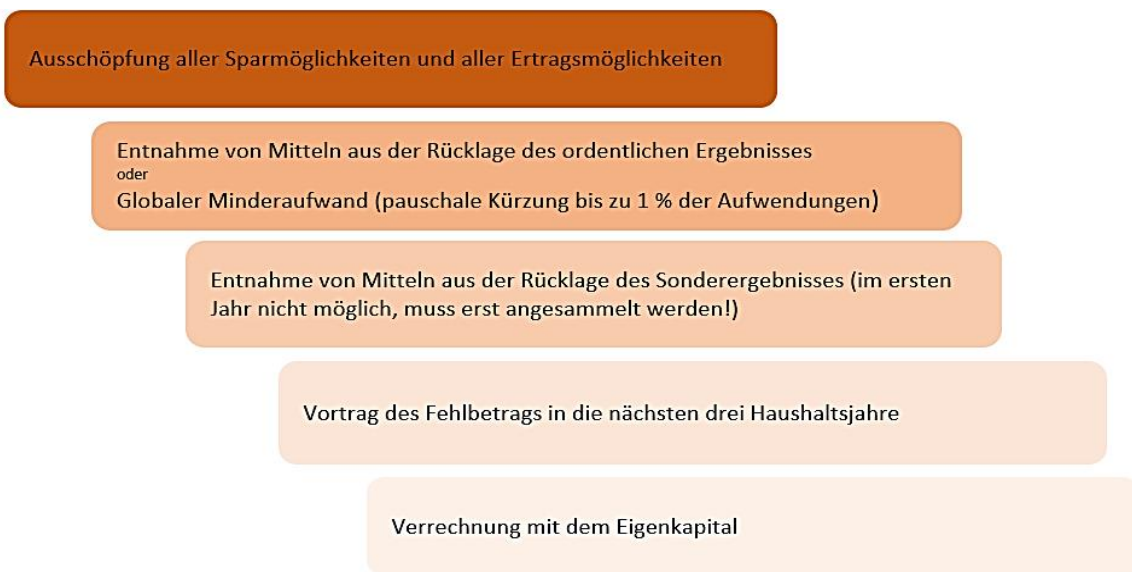 Ausschöpfung aller Sparmöglichkeiten und aller Ertragsmöglichkeiten
Entnahme von Mitteln aus der Rücklage des ordentlichen Ergebnisses
oder
Globaler Minderaufwand (pauschale Kürzung bis zu 1 % der Aufwendungen)
Entnahme von Mitteln aus der Rücklage des Sonderergebnisses (im ersten
Jahr nicht möglich, muss erst angesammelt werden!)
Vortrag des Fehlbetrags in die nächsten drei Haushaltsjahre
Verrechnung mit dem Eigenkapital